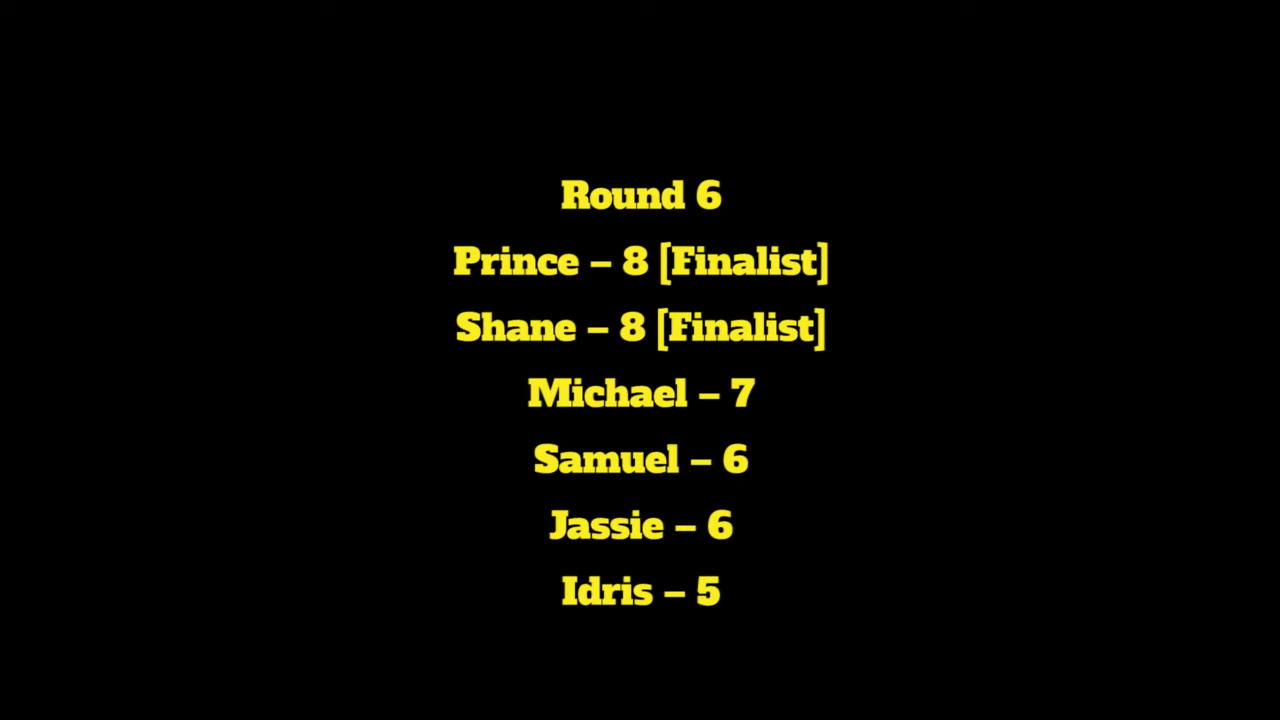 Round 6
Prince – 8 [Finalist]
Shane – 8 [Finalist]
Michael – 7
Samuel – 6
Jassie – 6
Idris – 5